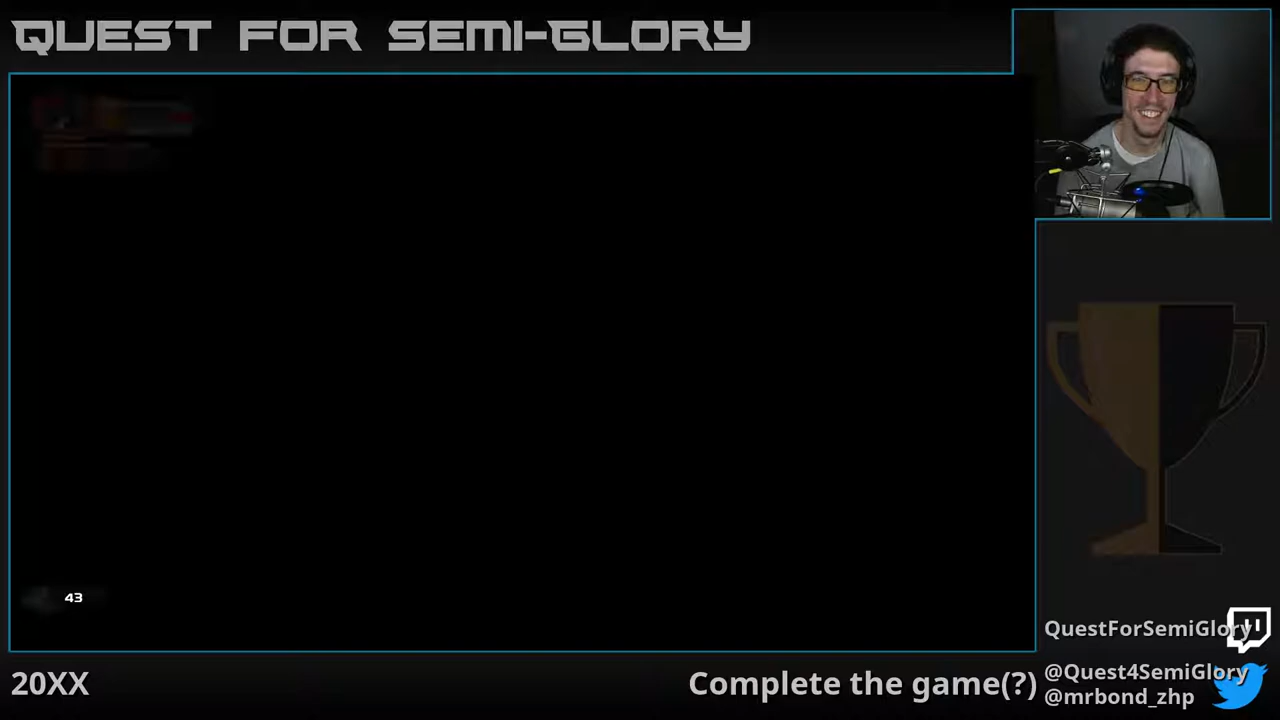 QUEST FOR SEMI-GLORY
43
20XX
Complete the game(?)
QuestForSemiGlory
@Quest4SemiGlory
@mrbond_zhp